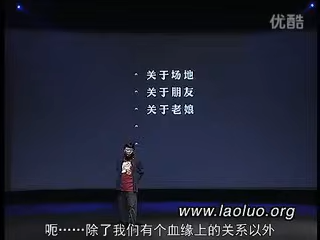 优酷
- 关于场地
- 关于朋友
- 关于老娘
-
-
www.laoluo.org
呃……除了我们有个血缘上的关系以外